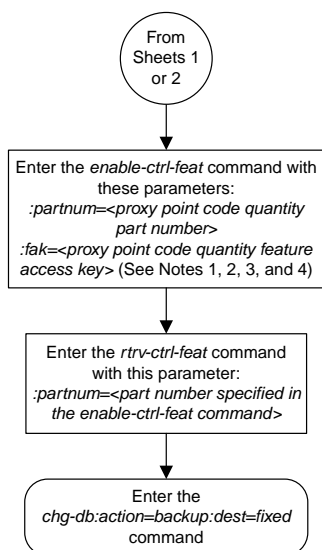 From
Sheets 1
or 2
Enter the enable-ctrl-feat command with
these parameters:
:partnum=<proxy point code quantity
part number>
:fak=<proxy point code quantity feature
access key> (See Notes 1, 2, 3, and 4)
Enter the rtrv-ctrl-feat command
with this parameter:
:partnum=<part number specified in
the enable-ctrl-feat command>
Enter the
chg-db:action=backup:dest=fixed
command